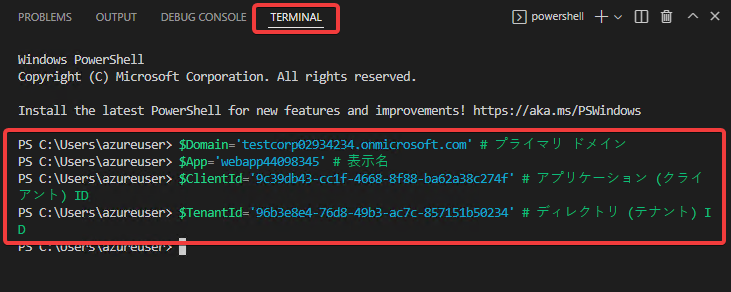 PROBLEMS OUTPUT DEBUG CONSOLE TERMINAL powershell
Windows PowerShell
Copyright (C) Microsoft Corporation. All rights reserved.
Install the latest PowerShell for new features and improvements! https://aka.ms/PSWindows
PS C:\Users\azureuser> $Domain='testcorp02934234.onmicrosoft.com' # プライマリ ドメイン
PS C:\Users\azureuser> $App='webapp44098345' # 表示名
PS C:\Users\azureuser> $ClientId='9c39db43-cc1f-4668-8f88-ba62a38c274f' # アプリケーション (クライ
アント) ID
PS C:\Users\azureuser> $TenantId='96b3e8e4-76d8-49b3-ac7c-857151b50234' # ディレクトリ (テナント) I
D
PS C:\Users\azureuser>